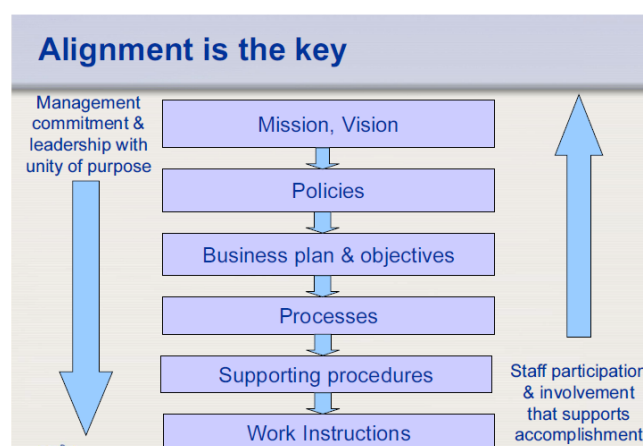 Alignment is the key
Management
commitment &
leadership with
unity of purpose
Mission, Vision
Policies
Business plan & objectives
Processes
Supporting procedures
Work Instructions
Staff participation
& involvement
that supports
accomplishment